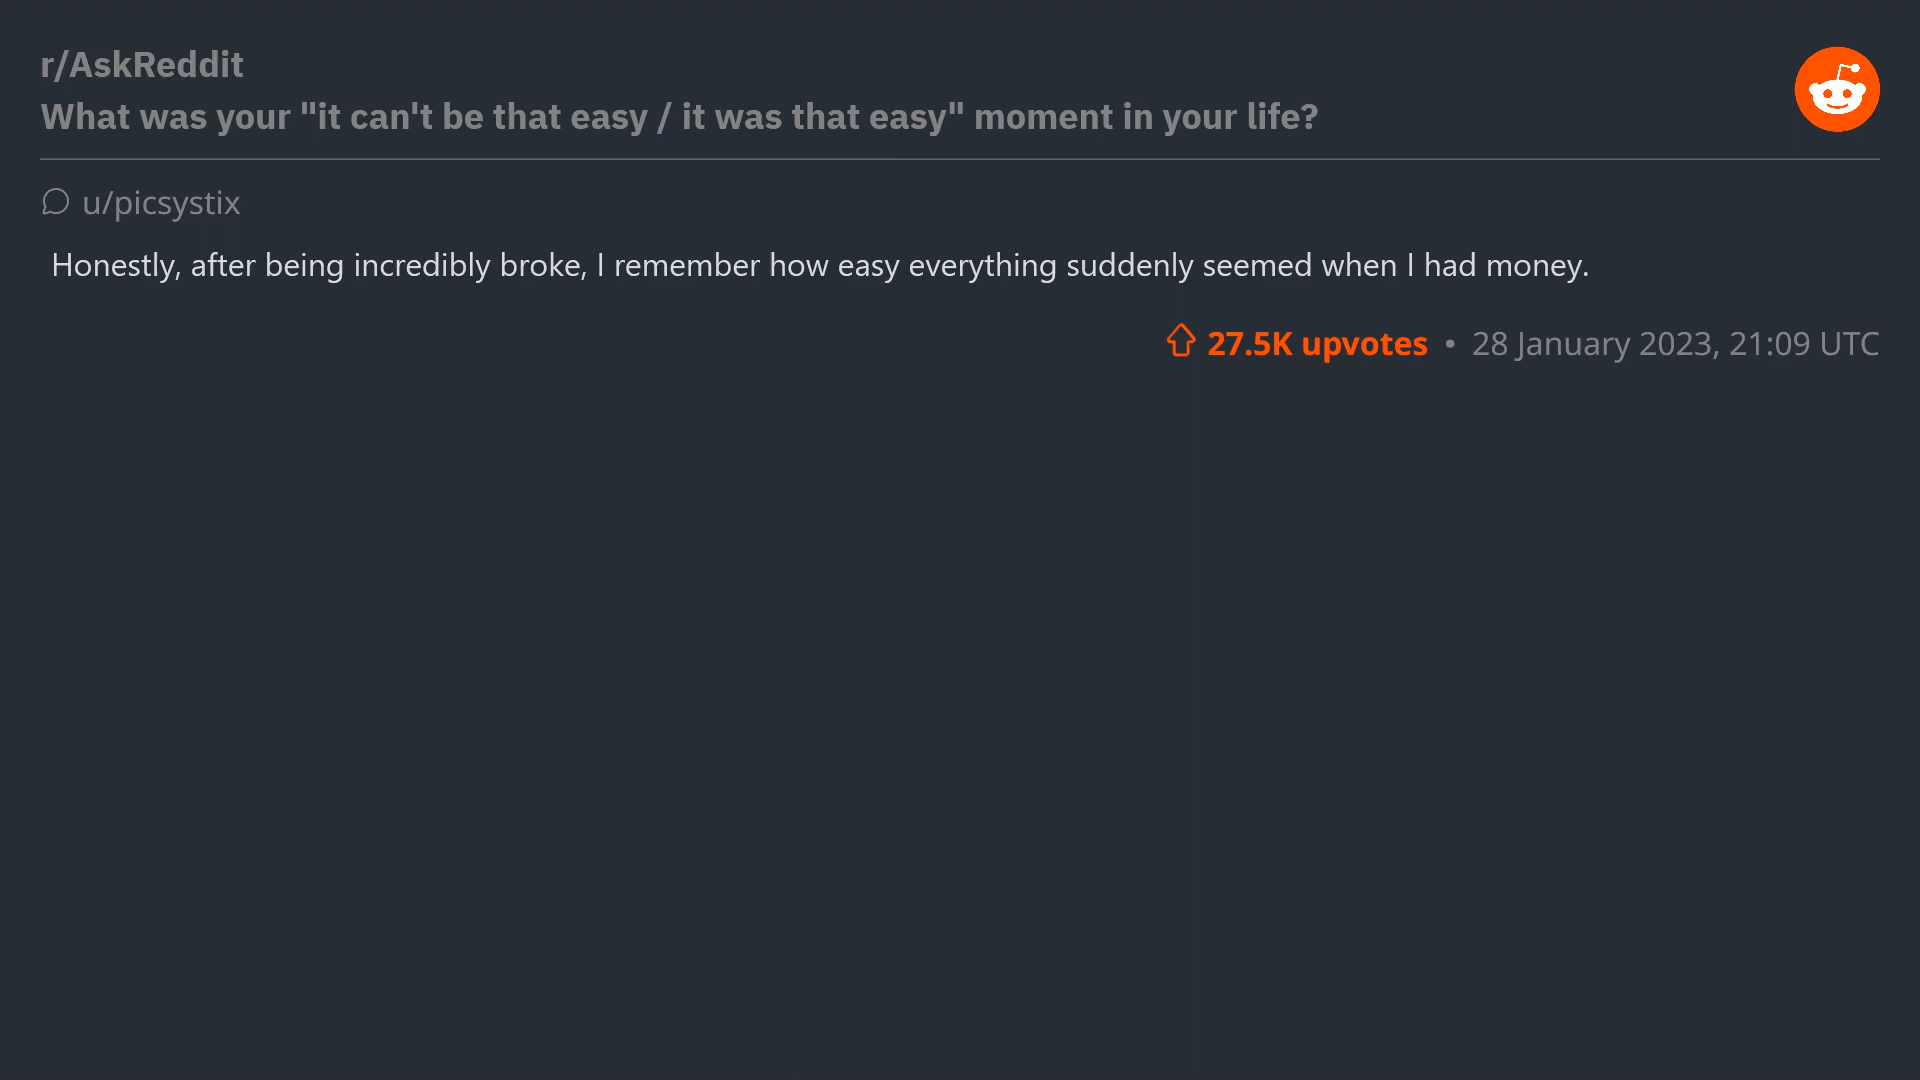 r/AskReddit
What was your "it can't be that easy / it was that easy" moment in your life?
u/picsystix
Honestly, after being incredibly broke, I remember how easy everything suddenly seemed when I had money.
27.5K upvotes • 28 January 2023, 21:09 UTC